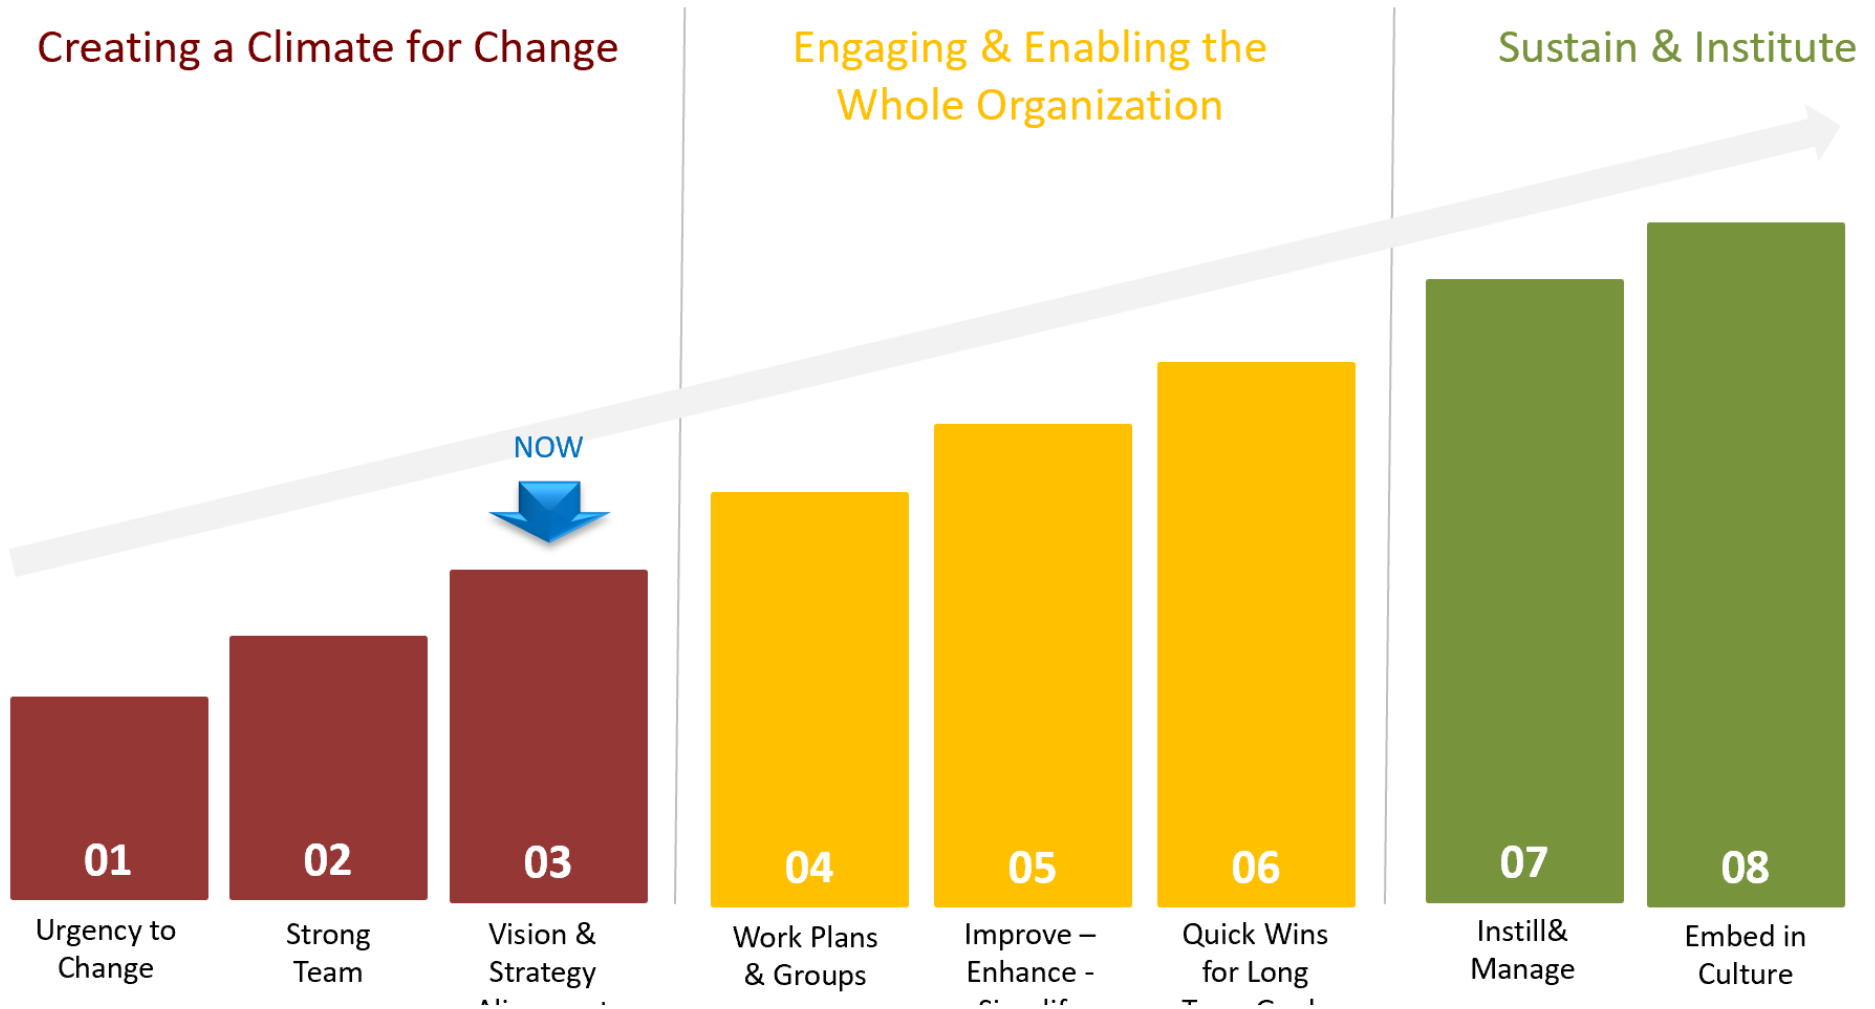 Creating a Climate for Change
Engaging & Enabling the
Whole Organization
Sustain & Institute
NOW
01
02
03
04
05
06
07
08
Urgency to
Change
Strong
Team
Vision &
Strategy
Work Plans
& Groups
Improve –
Enhance -
Quick Wins
for Long
Instill&
Manage
Embed in
Culture